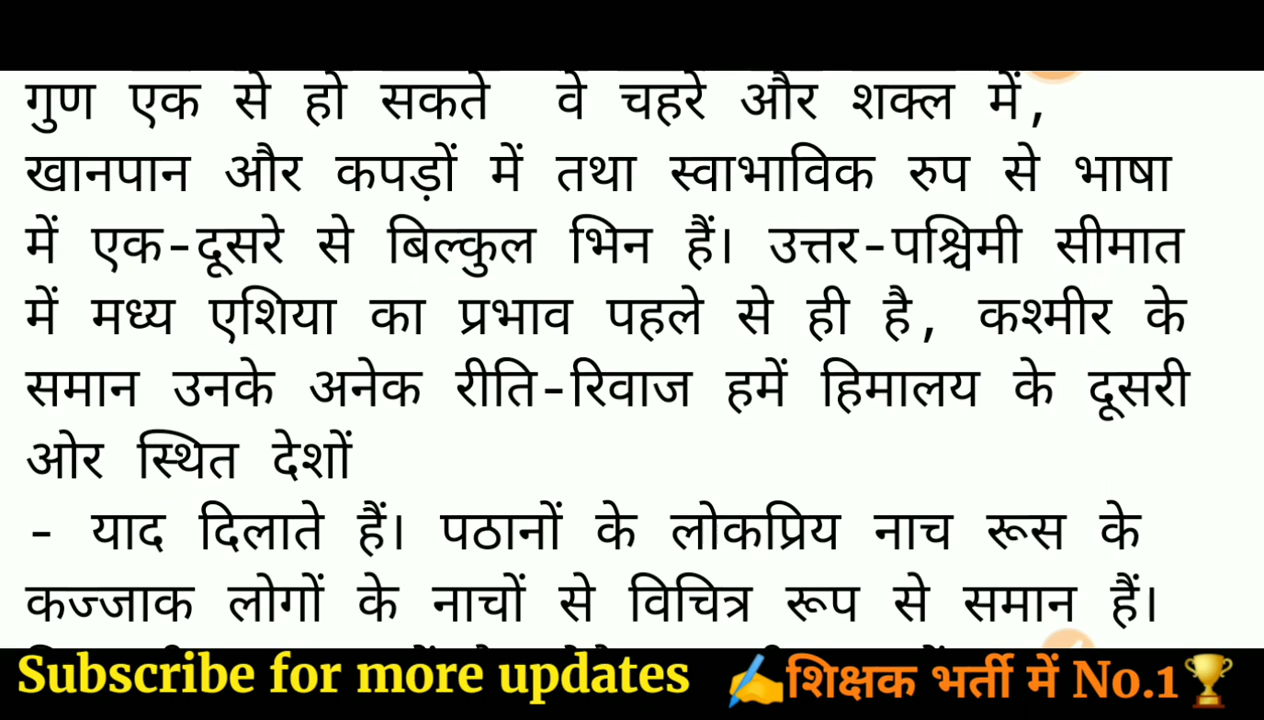 गुण एक से हो सकते वे चहरे और शक्ल में,
खानपान और कपड़ों में तथा स्वाभाविक रुप से भाषा
में एक-दूसरे से बिल्कुल भिन हैं। उत्तर-पश्चिमी सीमात
में मध्य एशिया का प्रभाव पहले से ही है, कश्मीर के
समान उनके अनेक रीति-रिवाज हमें हिमालय के दूसरी
ओर स्थित देशों
- याद दिलाते हैं। पठानों के लोकप्रिय नाच रूस के
कज्जाक लोगों के नाचों से विचित्र रूप से समान हैं।
Subscribe for more updates ✍️शिक्षक भर्ती में No.1🏆